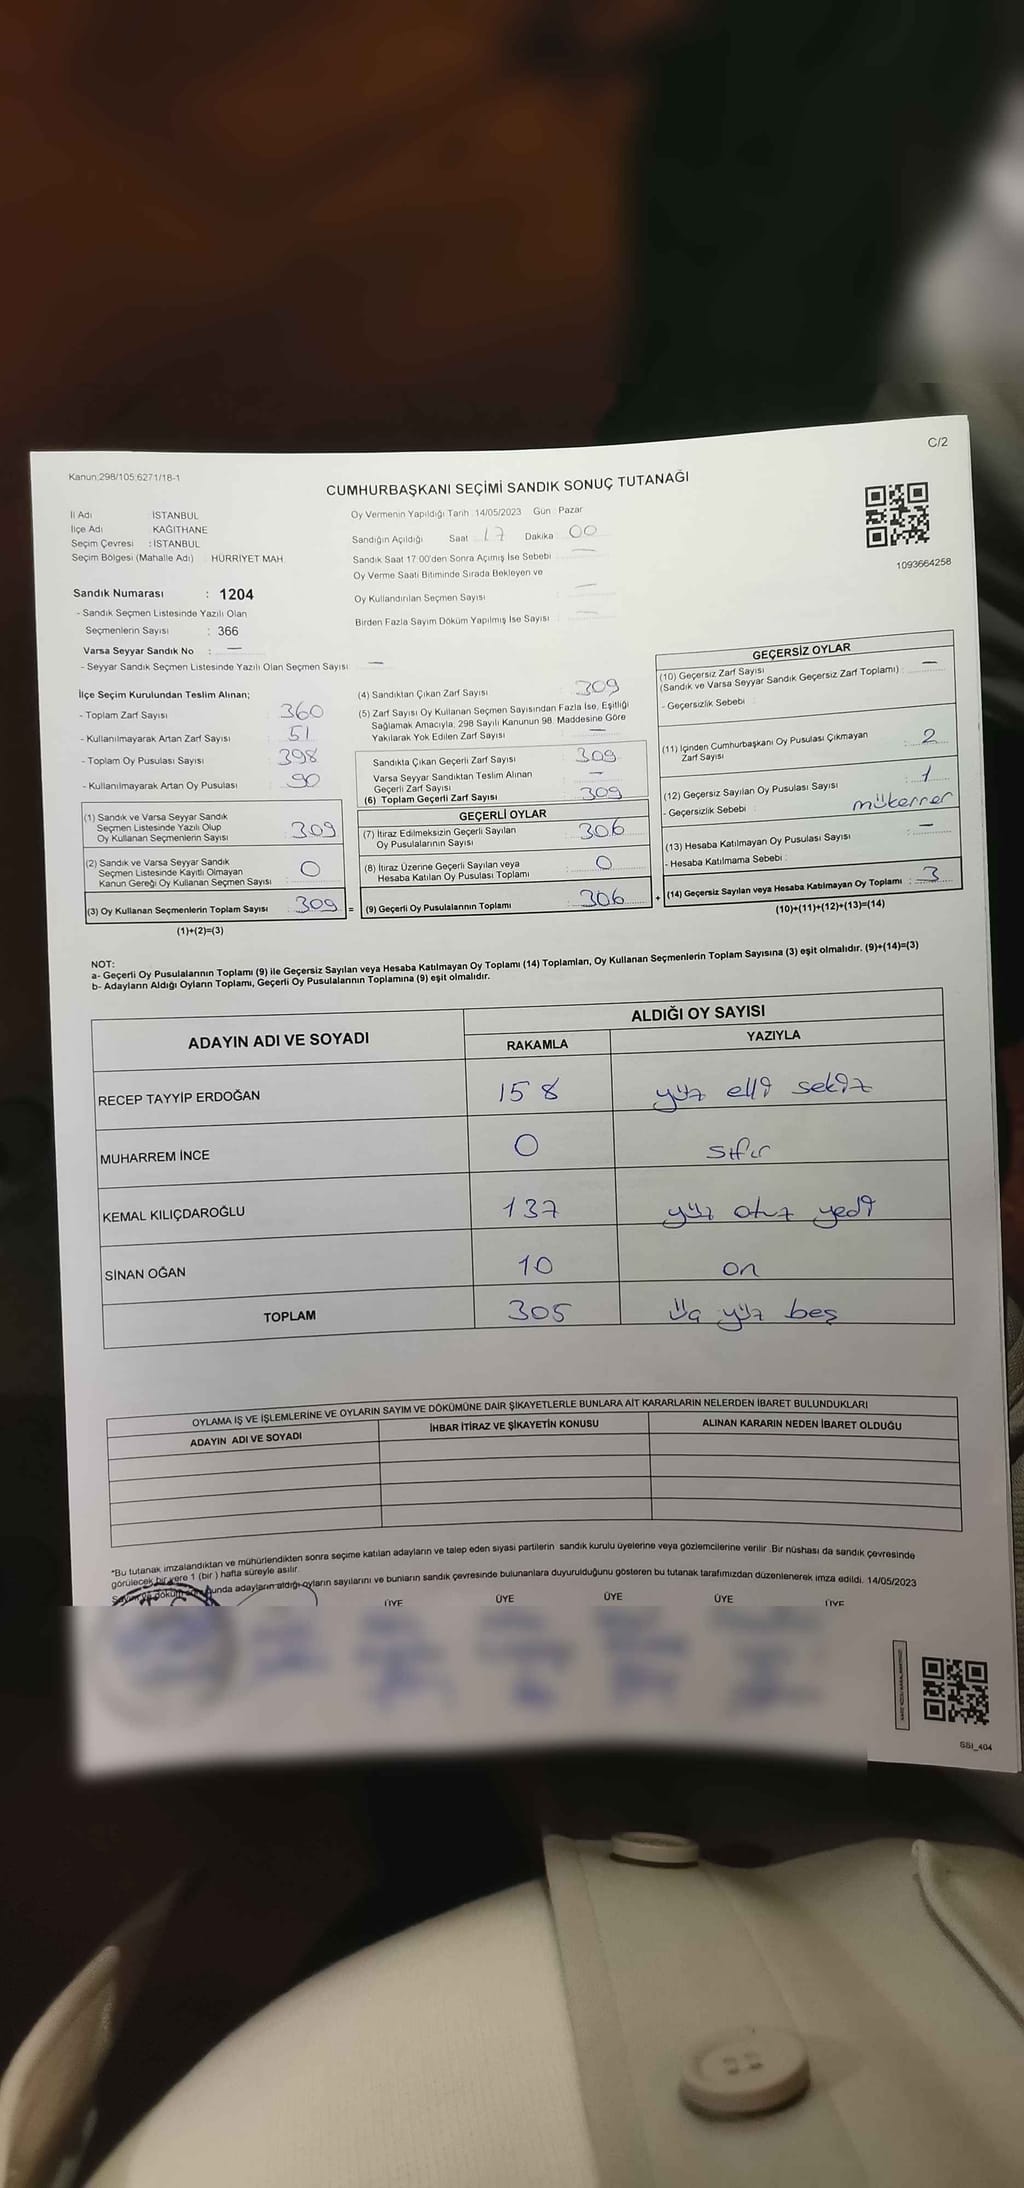 C/2
Kanun:298/105;6271/18-1
CUMHURBAŞKANI SEÇİMİ SANDIK SONUÇ TUTANAĞI
İl Adı : İSTANBUL
İlçe Adı : KAĞITHANE
Seçim Çevresi : İSTANBUL
Seçim Bölgesi (Mahalle Adı) : HÜRRİYET MAH.
Sandık Numarası : 1204
- Sandık Seçmen Listesinde Yazılı Olan
Seçmenlerin Sayısı : 366
Varsa Seyyar Sandık No : —
- Seyyar Sandık Seçmen Listesinde Yazılı Olan Seçmen Sayısı : —
Oy Vermenin Yapıldığı Tarih : 14/05/2023 Gün : Pazar
Sandığın Açıldığı Saat : 17 Dakika : 00
Sandık Saat 17:00'den Sonra Açımış İse Sebebi : —
Oy Verme Saati Bitiminde Sırada Bekleyen ve
Oy Kullandırılan Seçmen Sayısı : —
Birden Fazla Sayım Döküm Yapılmış İse Sayısı : —
1093664258
İlçe Seçim Kurulundan Teslim Alınan;
- Toplam Zarf Sayısı : 360
- Kullanılmayarak Artan Zarf Sayısı : 51
- Toplam Oy Pusulası Sayısı : 398
- Kullanılmayarak Artan Oy Pusulası : 90
(1) Sandık ve Varsa Seyyar Sandık
Seçmen Listesinde Yazılı Olup
Oy Kullanan Seçmenlerin Sayısı : 309
(2) Sandık ve Varsa Seyyar Sandık
Seçmen Listesinde Kayıtlı Olmayan
Kanun Gereği Oy Kullanan Seçmen Sayısı : 0
(3) Oy Kullanan Seçmenlerin Toplam Sayısı : 309 =
(1)+(2)=(3)
(4) Sandıktan Çıkan Zarf Sayısı : 309
(5) Zarf Sayısı Oy Kullanan Seçmen Sayısından Fazla İse, Eşitliği
Sağlamak Amacıyla, 298 Sayılı Kanunun 98. Maddesine Göre
Yakılarak Yok Edilen Zarf Sayısı : —
Sandıkta Çıkan Geçerli Zarf Sayısı : 309
Varsa Seyyar Sandıktan Teslim Alınan
Geçerli Zarf Sayısı : —
(6) Toplam Geçerli Zarf Sayısı : 309
GEÇERLİ OYLAR
(7) İtiraz Edilmeksizin Geçerli Sayılan
Oy Pusulalarının Sayısı : 306
(8) İtiraz Üzerine Geçerli Sayılan veya
Hesaba Katılan Oy Pusulası Toplamı : 0
(9) Geçerli Oy Pusulalarının Toplamı : 306 +
GEÇERSİZ OYLAR
(10) Geçersiz Zarf Sayısı
(Sandık ve Varsa Seyyar Sandık Geçersiz Zarf Toplamı) : —
- Geçersizlik Sebebi :
(11) İçinden Cumhurbaşkanı Oy Pusulası Çıkmayan
Zarf Sayısı : 2
(12) Geçersiz Sayılan Oy Pusulası Sayısı : 1
- Geçersizlik Sebebi : mükerrer
(13) Hesaba Katılmayan Oy Pusulası Sayısı : —
- Hesaba Katılmama Sebebi :
(14) Geçersiz Sayılan veya Hesaba Katılmayan Oy Toplamı : 3
(10)+(11)+(12)+(13)=(14)
NOT:
a- Geçerli Oy Pusulalarının Toplamı (9) ile Geçersiz Sayılan veya Hesaba Katılmayan Oy Toplamı (14) Toplamları, Oy Kullanan Seçmenlerin Toplam Sayısına (3) eşit olmalıdır. (9)+(14)=(3)
b- Adayların Aldığı Oyların Toplamı, Geçerli Oy Pusulalarının Toplamına (9) eşit olmalıdır.
ADAYIN ADI VE SOYADI ALDIĞI OY SAYISI
RAKAMLA YAZIYLA
RECEP TAYYİP ERDOĞAN 158 yüz elli sekiz
MUHARREM İNCE 0 sıfır
KEMAL KILIÇDAROĞLU 137 yüz otuz yedi
SİNAN OĞAN 10 on
TOPLAM 305 üç yüz beş
OYLAMA İŞ VE İŞLEMLERİNE VE OYLARIN SAYIM VE DÖKÜMÜNE DAİR ŞİKAYETLERLE BUNLARA AİT KARARLARIN NELERDEN İBARET BULUNDUKLARI
ADAYIN ADI VE SOYADI İHBAR İTİRAZ VE ŞİKAYETİN KONUSU ALINAN KARARIN NEDEN İBARET OLDUĞU
*Bu tutanak imzalandıktan ve mühürlendikten sonra seçime katılan adayların ve talep eden siyasi partilerin sandık kurulu üyelerine veya gözlemcilerine verilir. Bir nüshası da sandık çevresinde
görülecek bir yere 1 (bir) hafta süreyle asılır.
Sayım ve döküm sonunda adayların aldığı oyların sayılarını ve bunların sandık çevresinde bulunanlara duyurulduğunu gösteren bu tutanak tarafımızdan düzenlenerek imza edildi. 14/05/2023
ÜYE ÜYE ÜYE ÜYE ÜYE
SSI_404